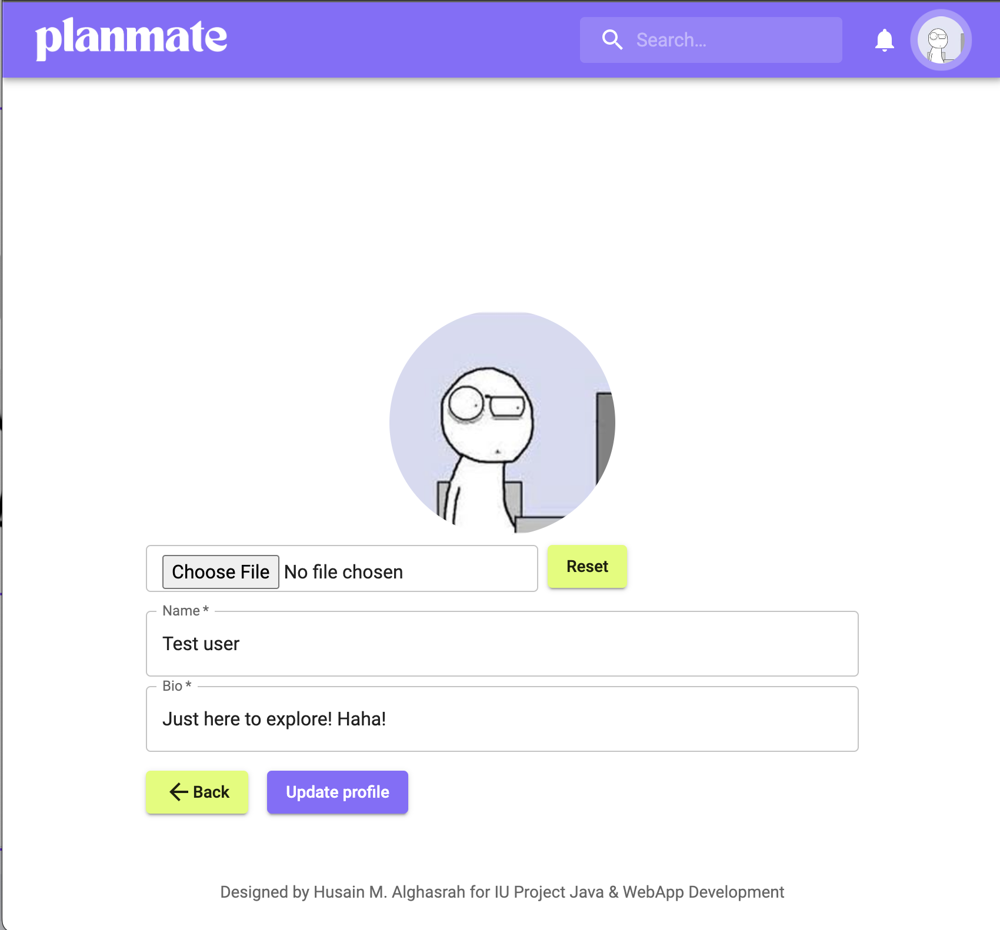 planmate
Search...
Choose File No file chosen
Reset
Name *
Test user
Bio *
Just here to explore! Haha!
Back
Update profile
Designed by Husain M. Alghasrah for IU Project Java & WebApp Development